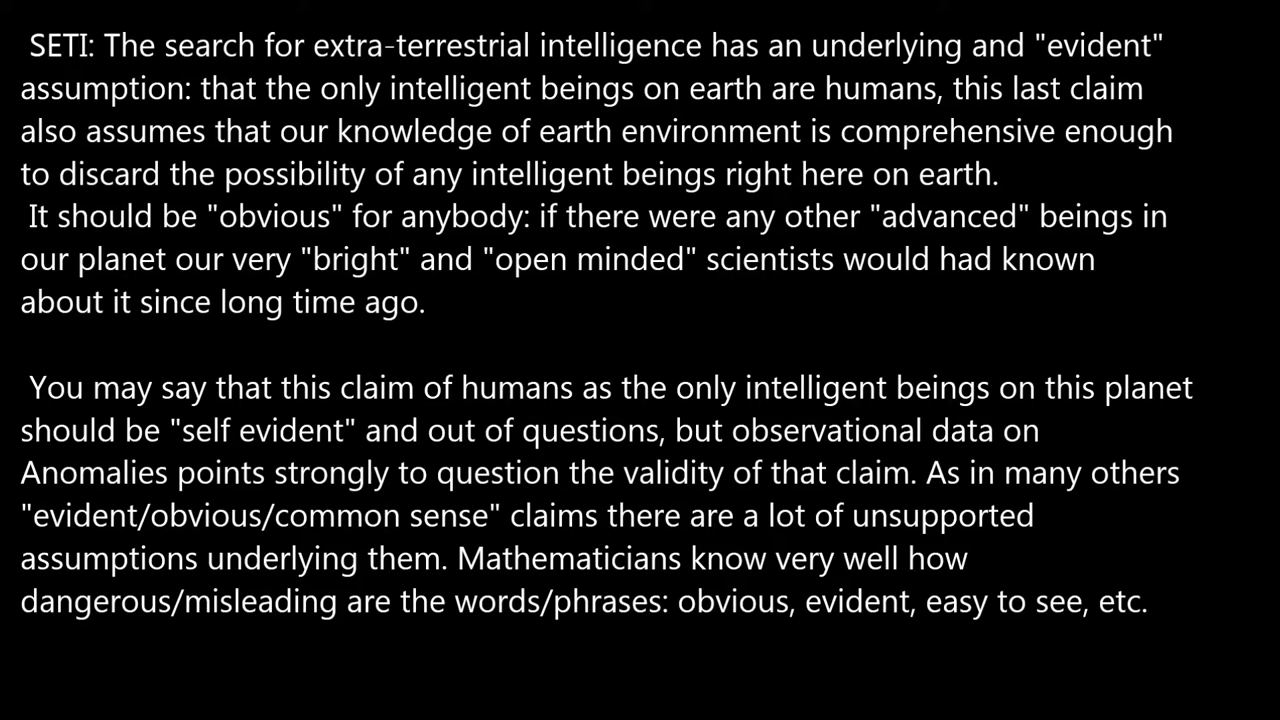 SETI: The search for extra-terrestrial intelligence has an underlying and "evident"
assumption: that the only intelligent beings on earth are humans, this last claim
also assumes that our knowledge of earth environment is comprehensive enough
to discard the possibility of any intelligent beings right here on earth.
It should be "obvious" for anybody: if there were any other "advanced" beings in
our planet our very "bright" and "open minded" scientists would had known
about it since long time ago.
You may say that this claim of humans as the only intelligent beings on this planet
should be "self evident" and out of questions, but observational data on
Anomalies points strongly to question the validity of that claim. As in many others
"evident/obvious/common sense" claims there are a lot of unsupported
assumptions underlying them. Mathematicians know very well how
dangerous/misleading are the words/phrases: obvious, evident, easy to see, etc.